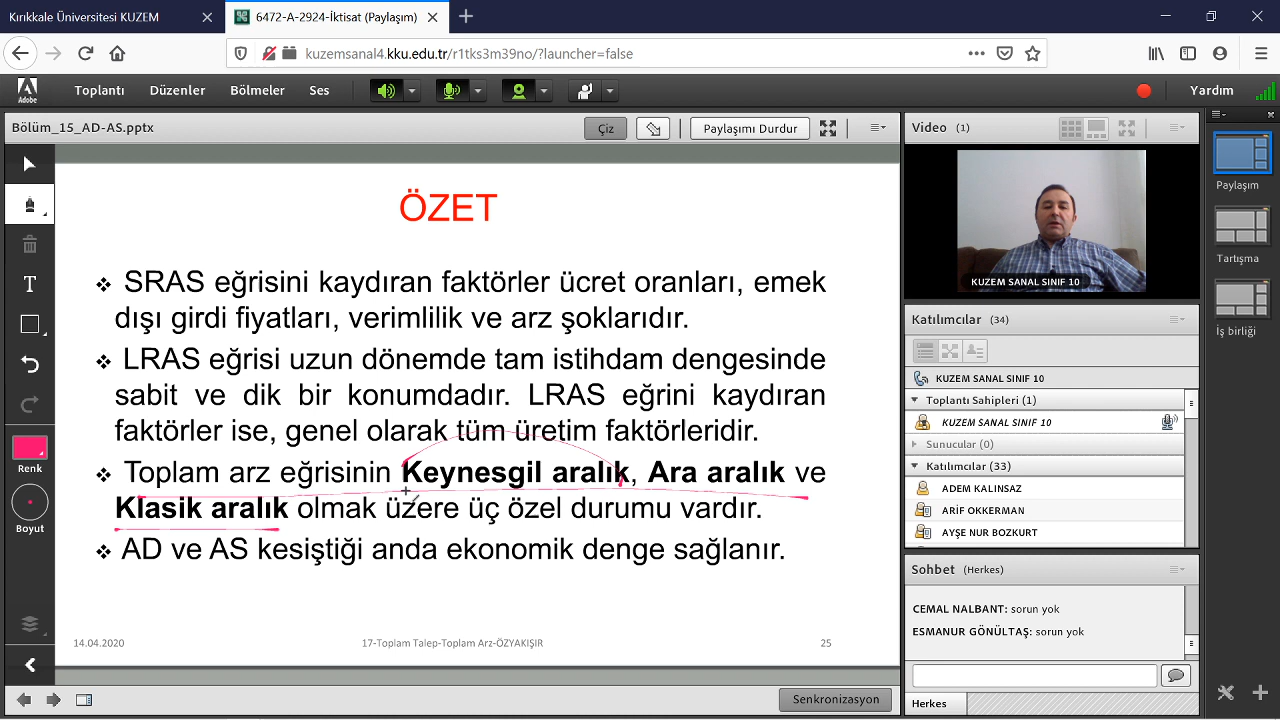 Kırıkkale Üniversitesi KUZEM
6472-A-2924-İktisat (Paylaşım)
kuzemsanal4.kku.edu.tr/r1tks3m39no/?launcher=false
Adobe
Toplantı
Düzenler
Bölmeler
Ses
Yardım
Bölüm_15_AD-AS.pptx
Çiz
Paylaşımı Durdur
ÖZET
❖ SRAS eğrisini kaydıran faktörler ücret oranları, emek
dışı girdi fiyatları, verimlilik ve arz şoklarıdır.
❖ LRAS eğrisi uzun dönemde tam istihdam dengesinde
sabit ve dik bir konumdadır. LRAS eğrini kaydıran
faktörler ise, genel olarak tüm üretim faktörleridir.
❖ Toplam arz eğrisinin Keynesgil aralık, Ara aralık ve
Klasik aralık olmak üzere üç özel durumu vardır.
❖ AD ve AS kesiştiği anda ekonomik denge sağlanır.
14.04.2020
17-Toplam Talep-Toplam Arz-ÖZYAKIŞIR
25
Renk
Boyut
Senkronizasyon
Video (1)
KUZEM SANAL SINIF 10
Katılımcılar (34)
KUZEM SANAL SINIF 10
Toplantı Sahipleri (1)
KUZEM SANAL SINIF 10
Sunucular (0)
Katılımcılar (33)
ADEM KALINSAZ
ARİF OKKERMAN
AYŞE NUR BOZKURT
Sohbet (Herkes)
CEMAL NALBANT: sorun yok
ESMANUR GÖNÜLTAŞ: sorun yok
Herkes
Paylaşım
Tartışma
İş birliği